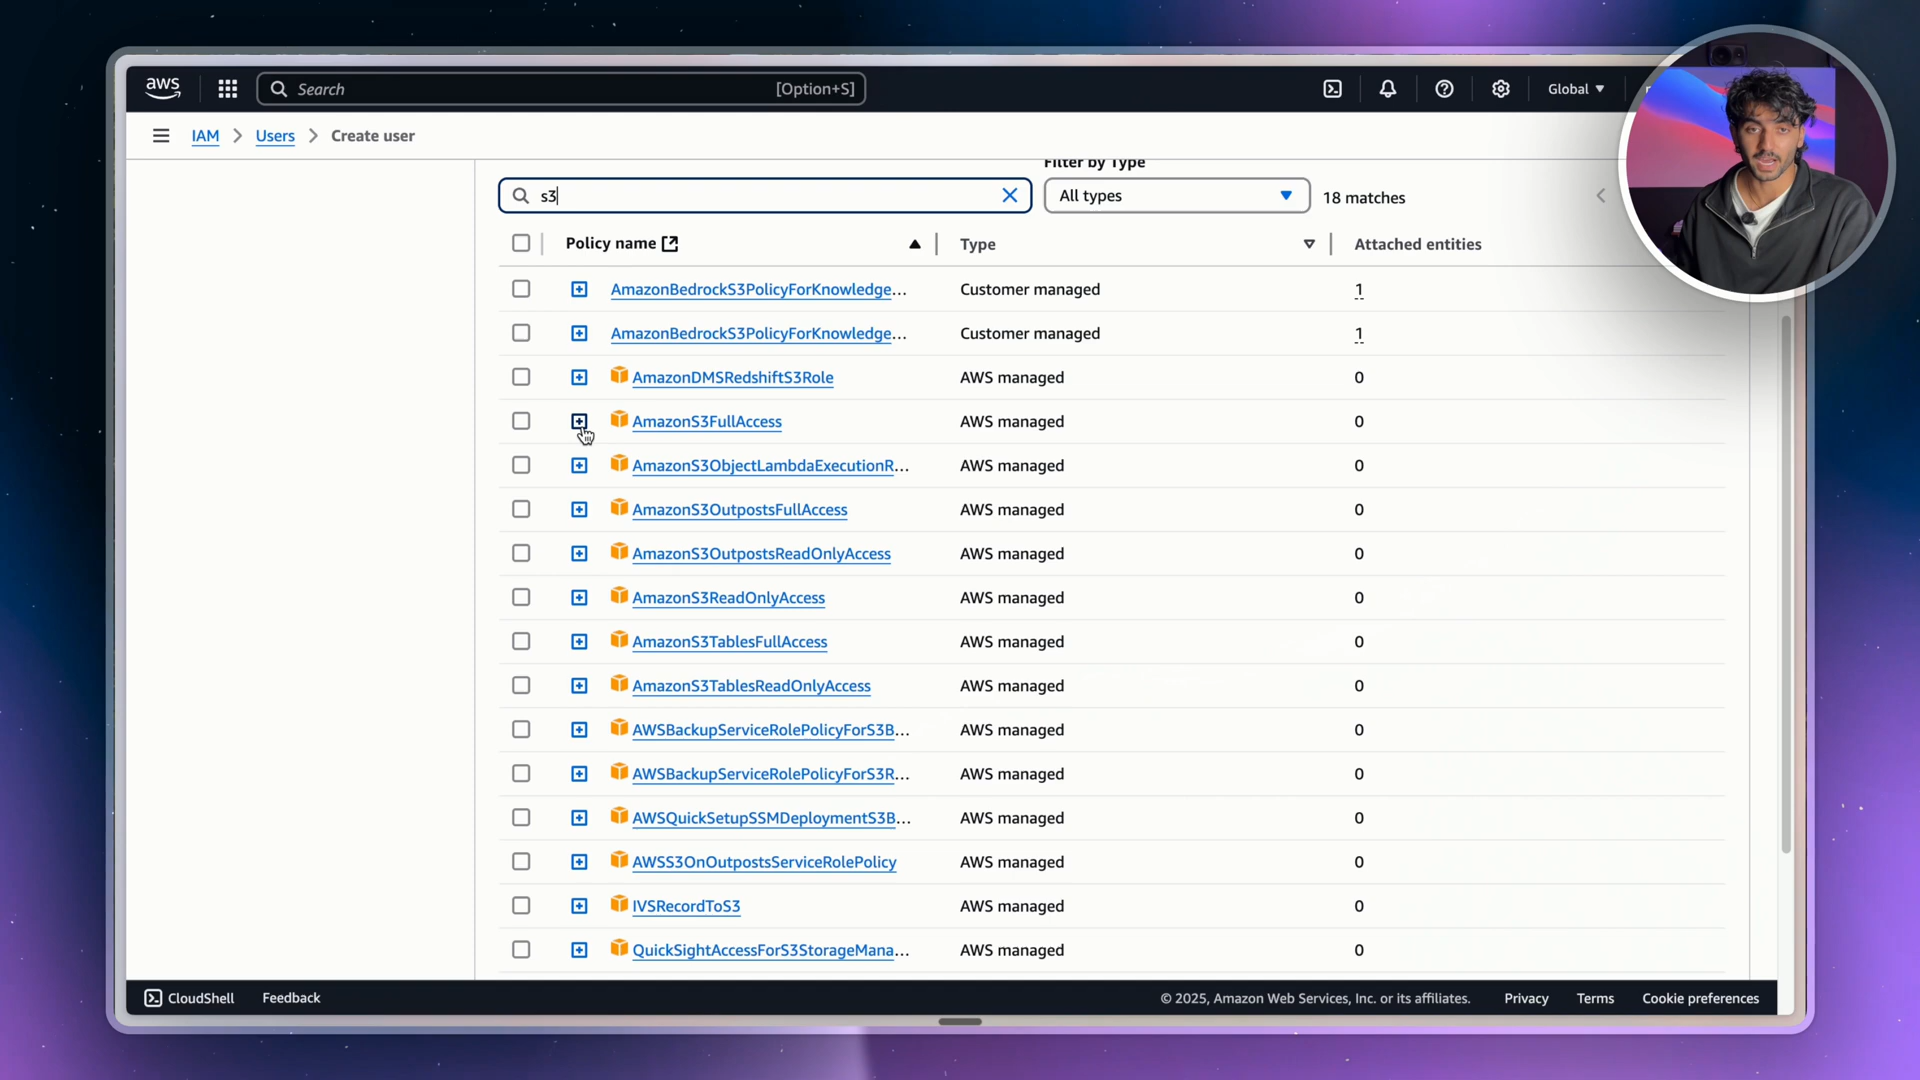 aws
Search
[Option+S]
Global
IAM
Users
Create user
Filter by Type
s3
All types
18 matches
Policy name
Type
Attached entities
AmazonBedrockS3PolicyForKnowledge...
Customer managed
1
AmazonBedrockS3PolicyForKnowledge...
Customer managed
1
AmazonDMSRedshiftS3Role
AWS managed
0
AmazonS3FullAccess
AWS managed
0
AmazonS3ObjectLambdaExecutionR...
AWS managed
0
AmazonS3OutpostsFullAccess
AWS managed
0
AmazonS3OutpostsReadOnlyAccess
AWS managed
0
AmazonS3ReadOnlyAccess
AWS managed
0
AmazonS3TablesFullAccess
AWS managed
0
AmazonS3TablesReadOnlyAccess
AWS managed
0
AWSBackupServiceRolePolicyForS3B...
AWS managed
0
AWSBackupServiceRolePolicyForS3R...
AWS managed
0
AWSQuickSetupSSMDeploymentS3B...
AWS managed
0
AWSS3OnOutpostsServiceRolePolicy
AWS managed
0
IVSRecordToS3
AWS managed
0
QuickSightAccessForS3StorageMana...
AWS managed
0
CloudShell
Feedback
© 2025, Amazon Web Services, Inc. or its affiliates.
Privacy
Terms
Cookie preferences